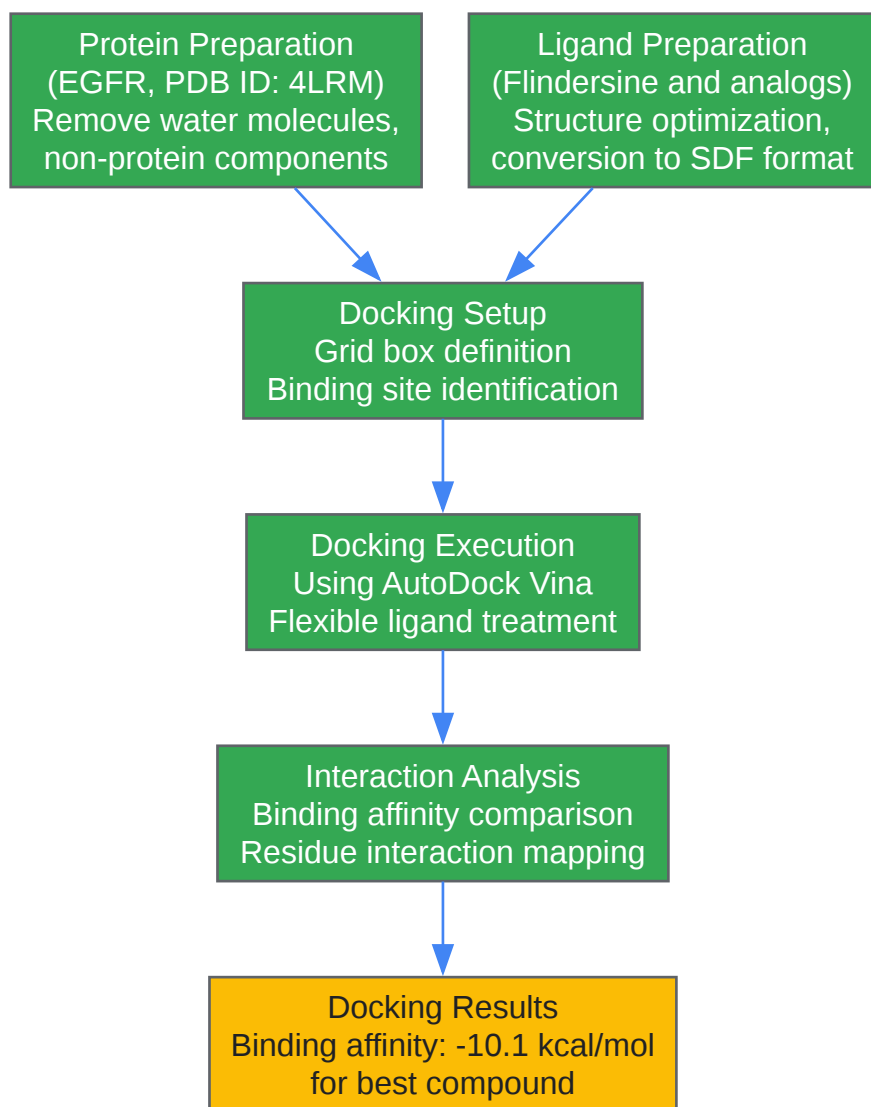 Protein Preparation
(EGFR, PDB ID: 4LRM)
Remove water molecules,
non-protein components
Ligand Preparation
(Flindersine and analogs)
Structure optimization,
conversion to SDF format
Docking Setup
Grid box definition
Binding site identification
Docking Execution
Using AutoDock Vina
Flexible ligand treatment
Interaction Analysis
Binding affinity comparison
Residue interaction mapping
Docking Results
Binding affinity: -10.1 kcal/mol
for best compound